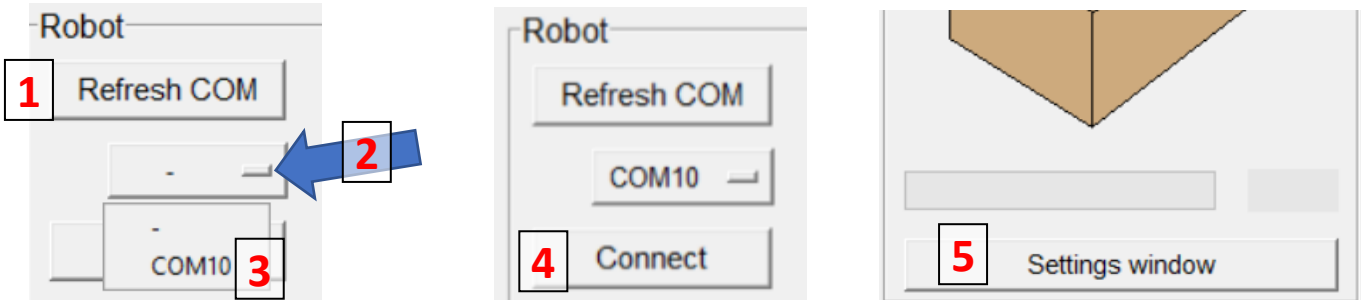 Robot
1
Refresh COM
-
2
-
COM10
3
Robot
Refresh COM
COM10
4
Connect
5
Settings window